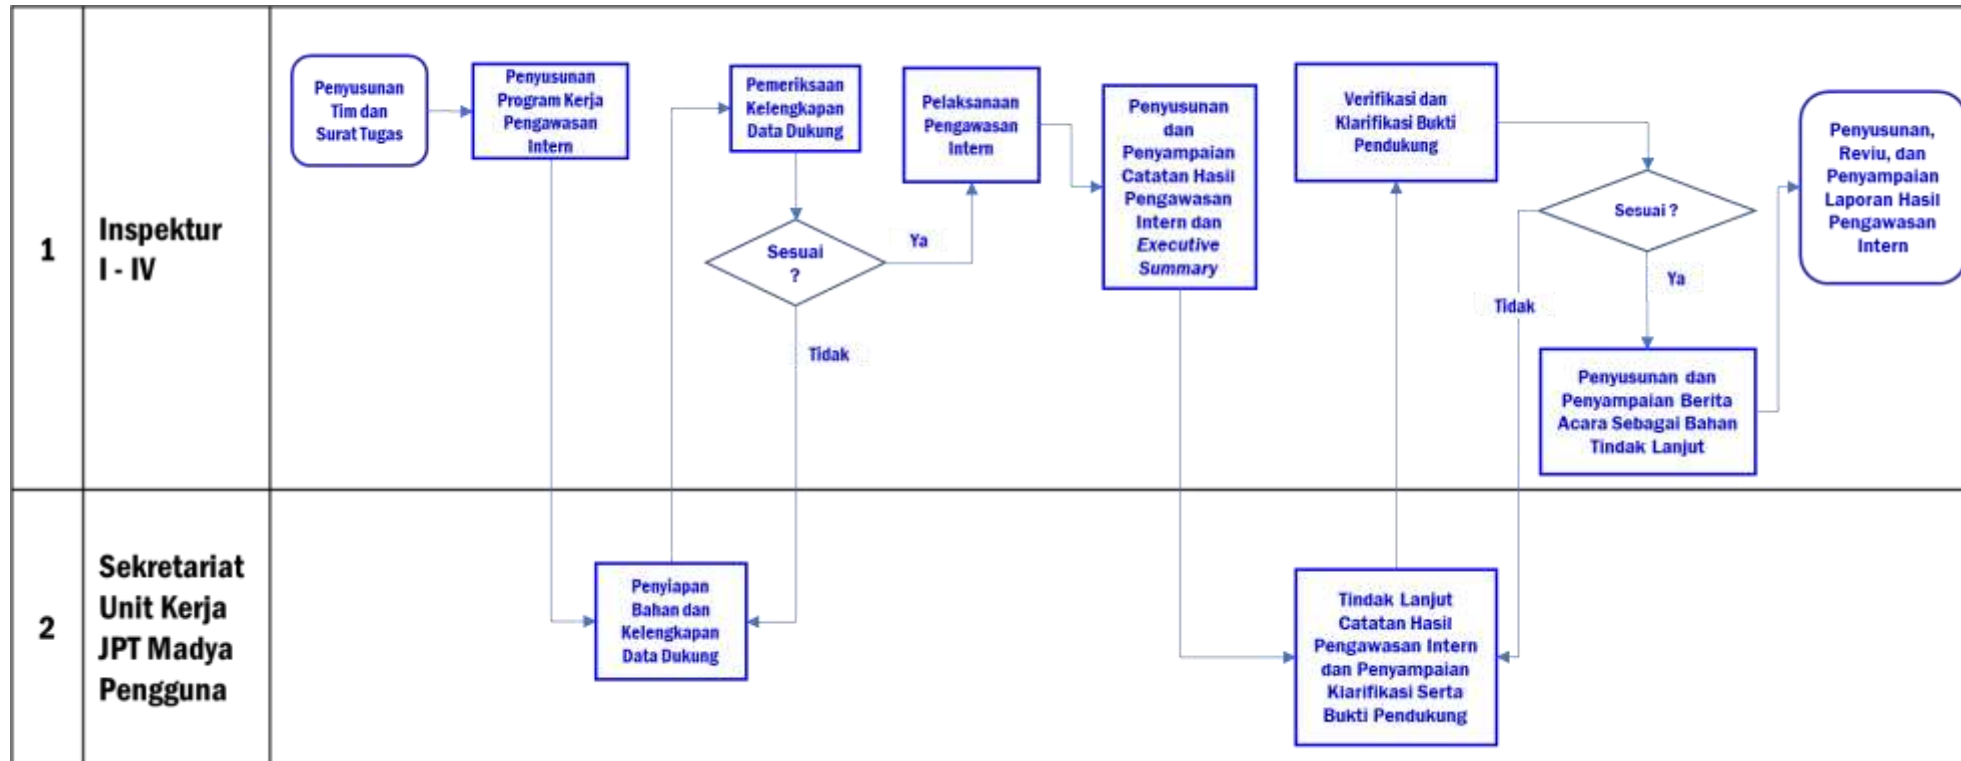 1
Inspektur
I - IV
Penyusunan
Tim dan
Surat Tugas
Penyusunan
Program Kerja
Pengawasan
Intern
Pemeriksaan
Kelengkapan
Data Dukung
Sesuai
?
Ya
Tidak
Pelaksanaan
Pengawasan
Intern
Penyusunan
dan
Penyampaian
Catatan Hasil
Pengawasan
Intern dan
Executive
Summary
Verifikasi dan
Klarifikasi Bukti
Pendukung
Sesuai ?
Ya
Tidak
Penyusunan dan
Penyampaian Berita
Acara Sebagai Bahan
Tindak Lanjut
Penyusunan,
Reviu, dan
Penyampaian
Laporan Hasil
Pengawasan
Intern
2
Sekretariat
Unit Kerja
JPT Madya
Pengguna
Penyiapan
Bahan dan
Kelengkapan
Data Dukung
Tindak Lanjut
Catatan Hasil
Pengawasan Intern
dan Penyampaian
Klarifikasi Serta
Bukti Pendukung